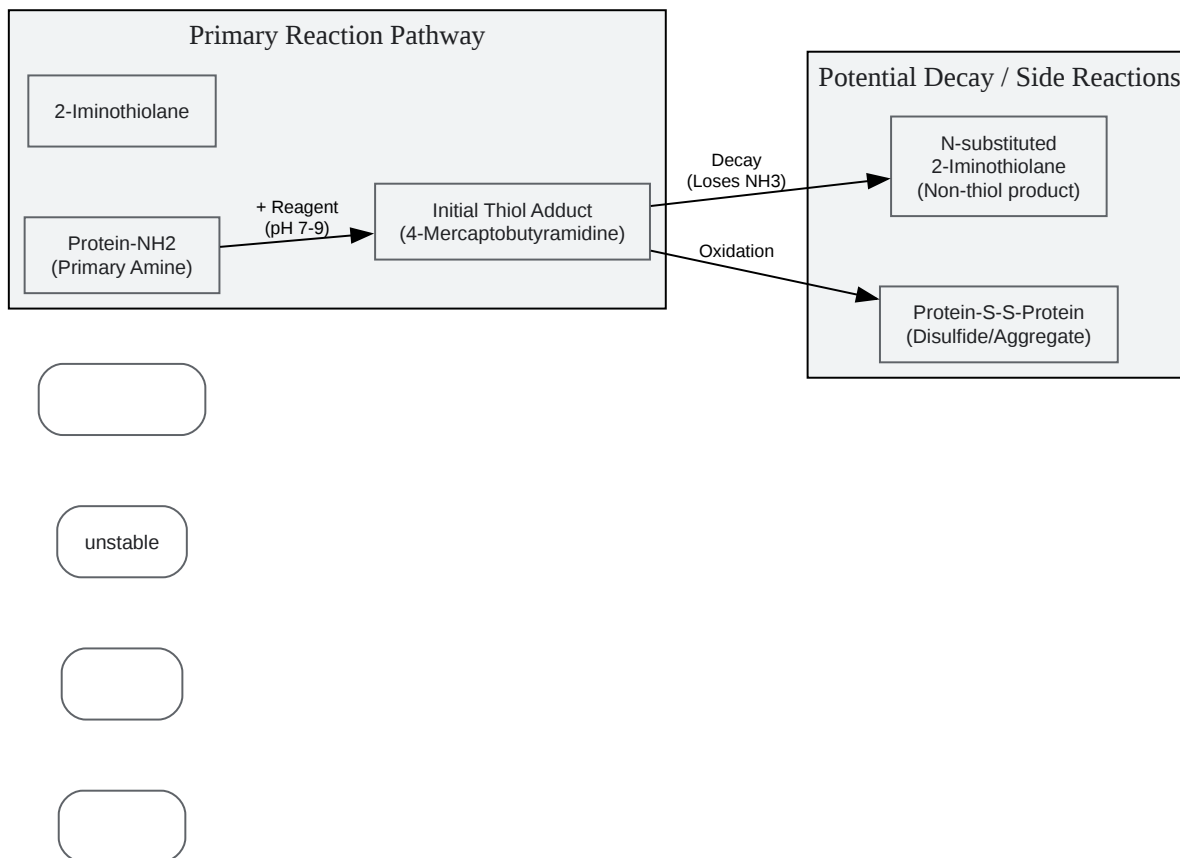 Primary Reaction Pathway
2-Iminothiolane
Protein-NH2
(Primary Amine)
+ Reagent
(pH 7-9)
Initial Thiol Adduct
(4-Mercaptobutyramidine)
Decay
(Loses NH3)
Oxidation
Potential Decay / Side Reactions
N-substituted
2-Iminothiolane
(Non-thiol product)
Protein-S-S-Protein
(Disulfide/Aggregate)
unstable